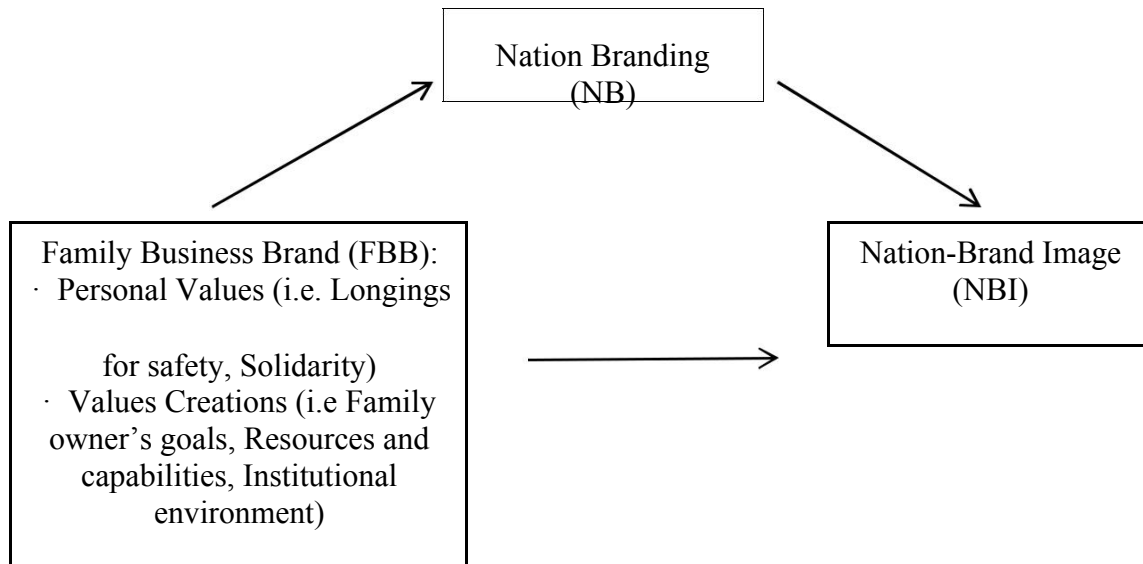 Nation Branding
(NB)
Family Business Brand (FBB):
· Personal Values (i.e. Longings
for safety, Solidarity)
· Values Creations (i.e Family
owner’s goals, Resources and
capabilities, Institutional
environment)
Nation-Brand Image
(NBI)